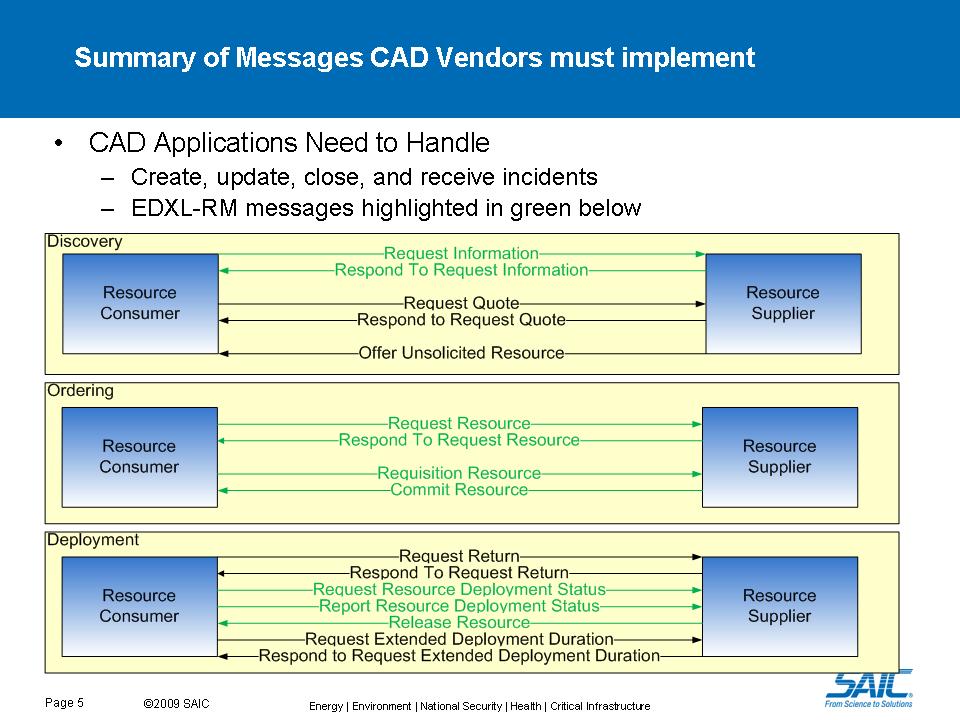 Summary of Messages CAD Vendors must implement
• CAD Applications Need to Handle
– Create, update, close, and receive incidents
– EDXL-RM messages highlighted in green below
Discovery
Request Information
Respond To Request Information
Resource
Consumer
Request Quote
Respond to Request Quote
Resource
Supplier
Offer Unsolicited Resource
Ordering
Request Resource
Respond To Request Resource
Resource
Consumer
Resource
Supplier
Requisition Resource
Commit Resource
Deployment
Request Return
Respond To Request Return
Resource
Consumer
Request Resource Deployment Status
Report Resource Deployment Status
Release Resource
Resource
Supplier
Request Extended Deployment Duration
Respond to Request Extended Deployment Duration
SAIC
From Science to Solutions
Page 5 ©2009 SAIC Energy | Environment | National Security | Health | Critical Infrastructure